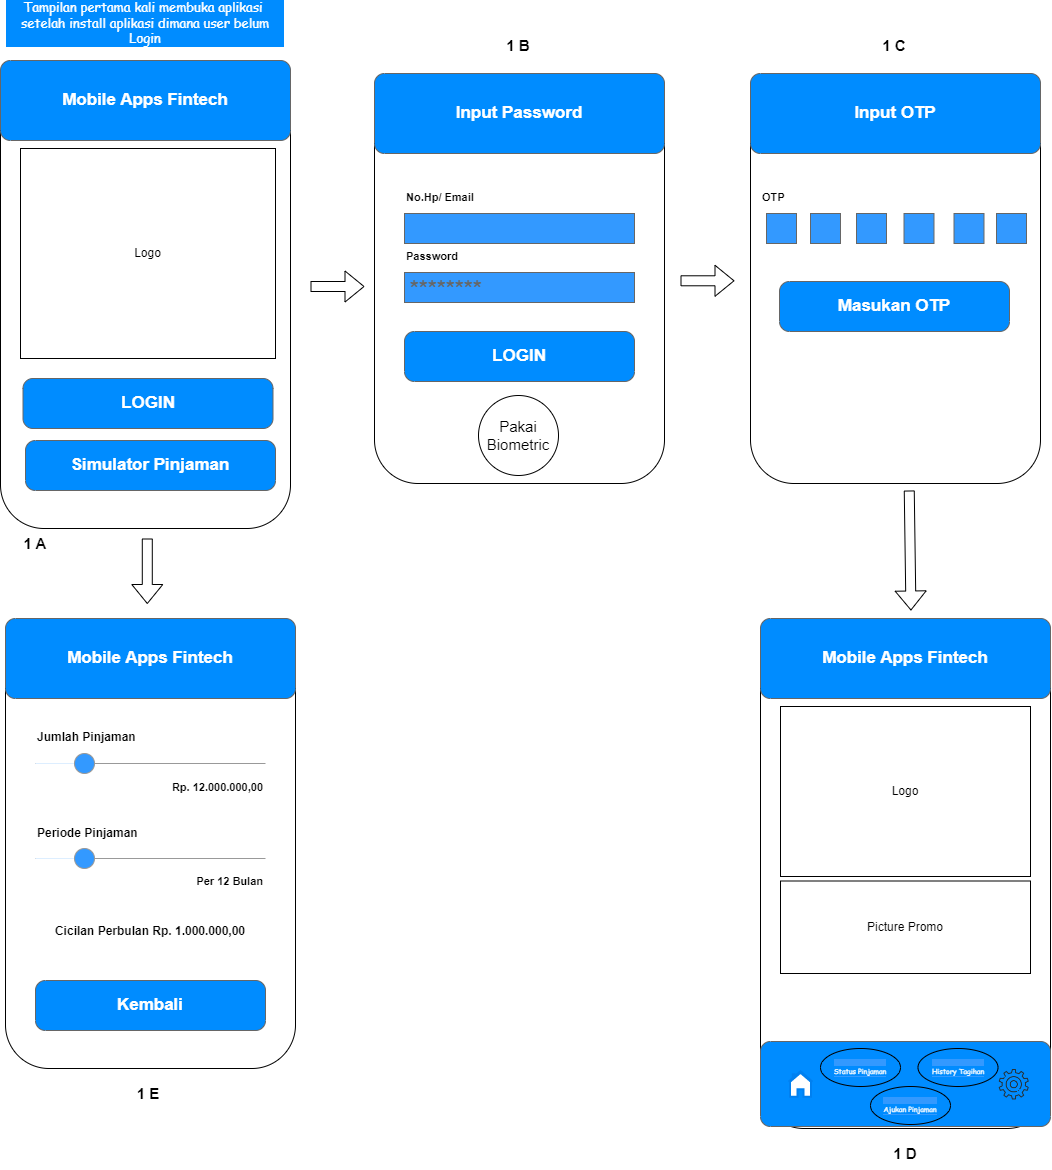 Tampilan pertama kali membuka aplikasi
setelah install aplikasi dimana user belum
Login
Mobile Apps Fintech
Logo
LOGIN
Simulator Pinjaman
1 A
1 B
Input Password
No.Hp/ Email
Password
********
LOGIN
Pakai
Biometric
1 C
Input OTP
OTP
Masukan OTP
Mobile Apps Fintech
Jumlah Pinjaman
Rp. 12.000.000,00
Periode Pinjaman
Per 12 Bulan
Cicilan Perbulan Rp. 1.000.000,00
Kembali
1 E
Mobile Apps Fintech
Logo
Picture Promo
Status Pinjaman
History Tagihan
Ajukan Pinjaman
1 D